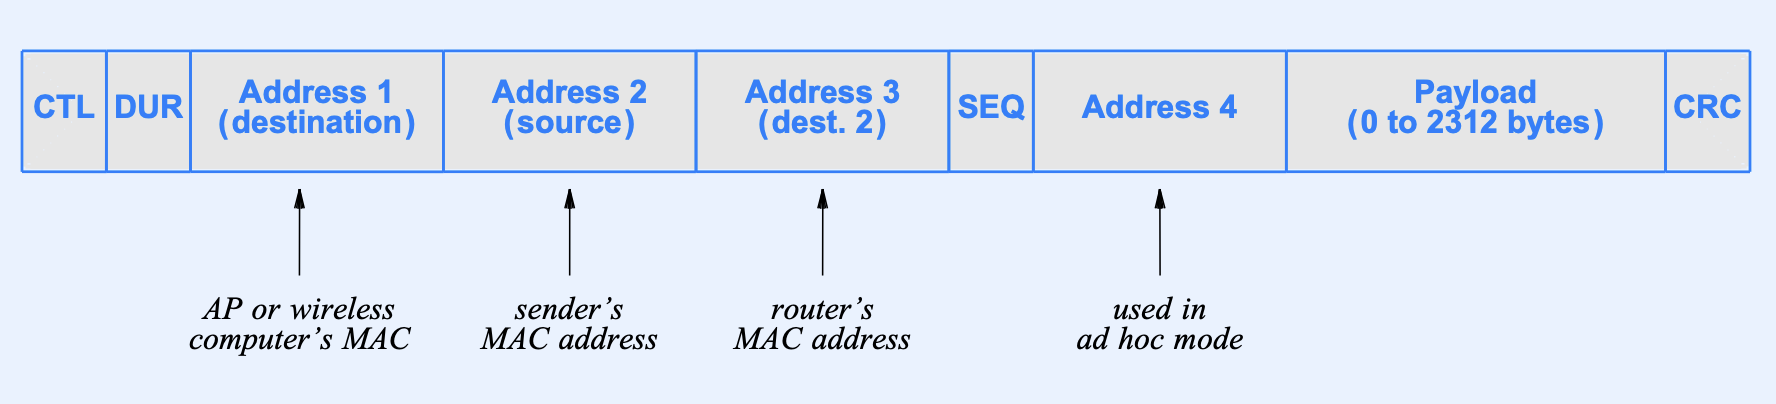 CTL
DUR
Address 1
(destination)
Address 2
(source)
Address 3
(dest. 2)
SEQ
Address 4
Payload
(0 to 2312 bytes)
CRC
AP or wireless
computer’s MAC
sender’s
MAC address
router’s
MAC address
used in
ad hoc mode